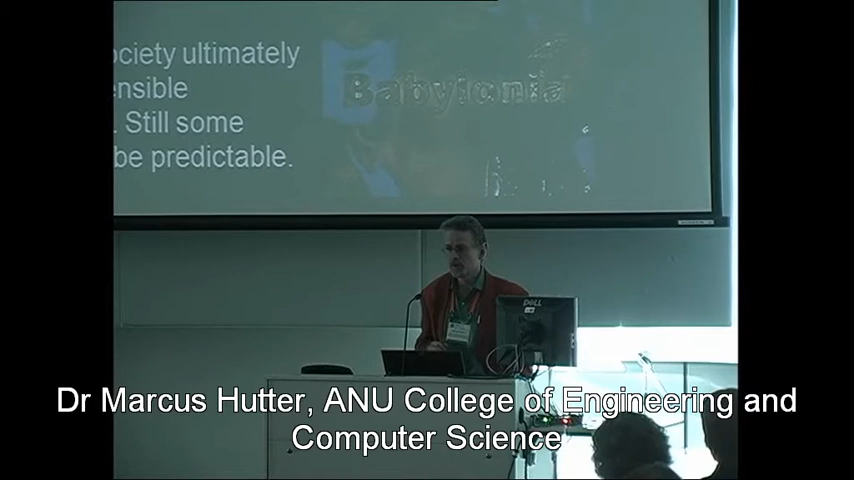 ociety ultimately
ensible
. Still some
be predictable.
Babylonia
DELL
Dr Marcus Hutter, ANU College of Engineering and
Computer Science